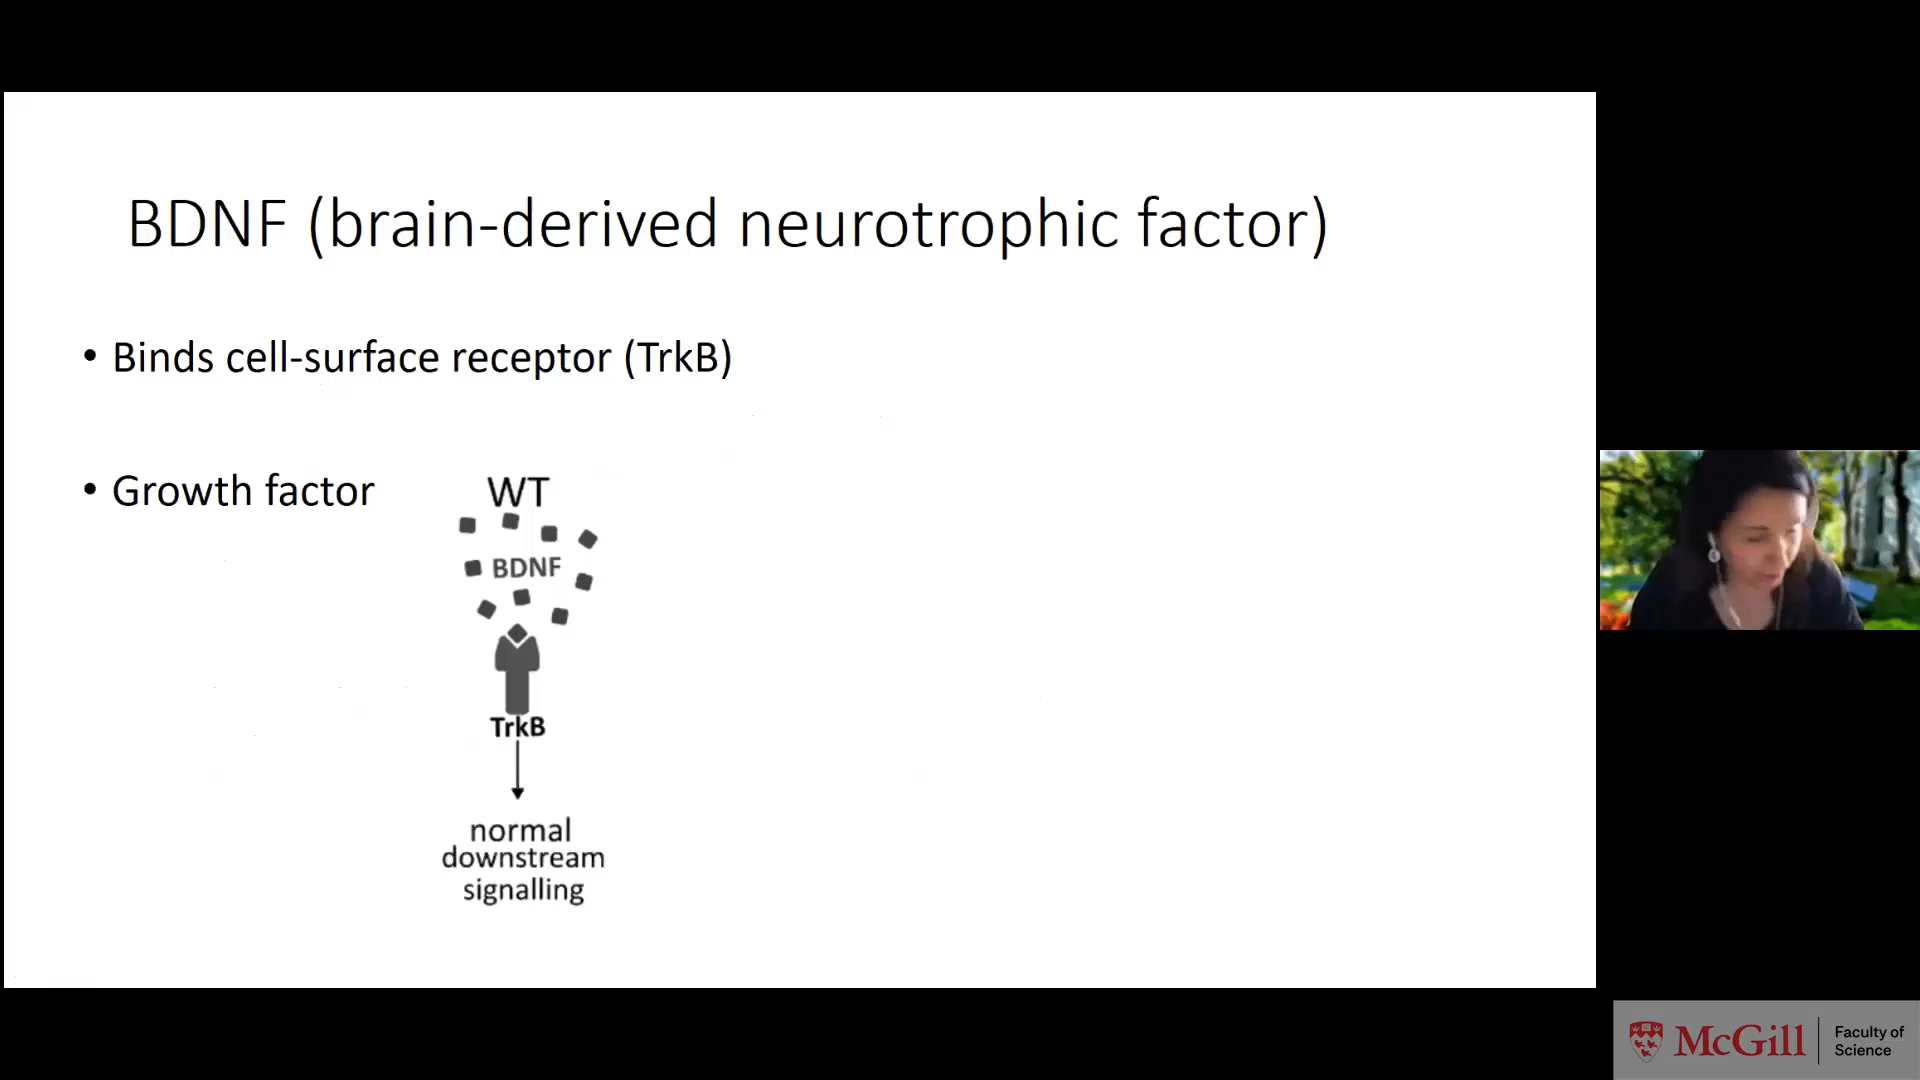 BDNF (brain-derived neurotrophic factor)
• Binds cell-surface receptor (TrkB)
• Growth factor
WT
BDNF
TrkB
normal
downstream
signalling
McGill
Faculty of
Science